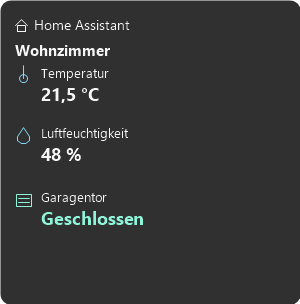 Home Assistant
Wohnzimmer
Temperatur
21,5 °C
Luftfeuchtigkeit
48 %
Garagentor
Geschlossen